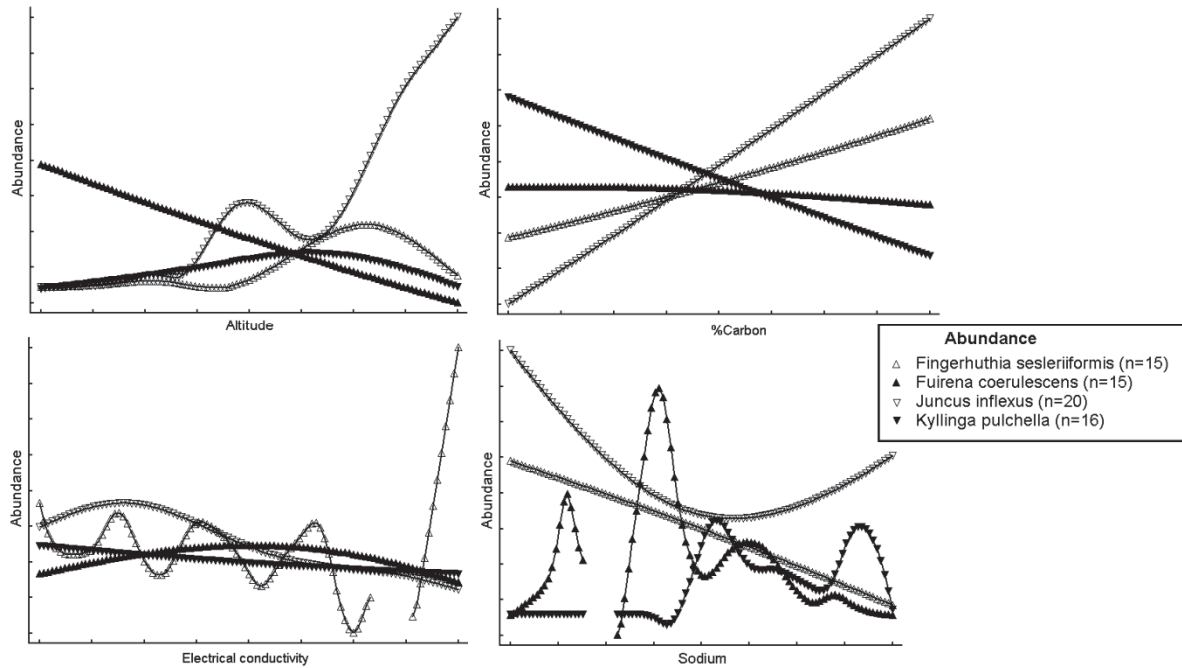 Abundance
Altitude
Abundance
%Carbon
Abundance
Electrical conductivity
Abundance
Sodium
Abundance
Fingerhuthia sesleriiformis (n=15)
Fuirena coerulescens (n=15)
Juncus inflexus (n=20)
Kyllinga pulchella (n=16)